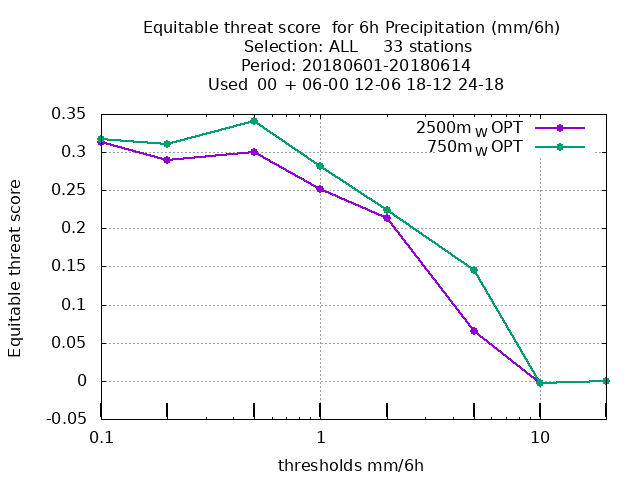 Equitable threat score  for 6h Precipitation (mm/6h)
Selection: ALL     33 stations
Period: 20180601-20180614
Used  00  + 06-00 12-06 18-12 24-18
2500m W OPT
750m W OPT
0.35
0.3
0.25
0.2
0.15
0.1
0.05
0
-0.05
Equitable threat score
0.1
1
10
thresholds mm/6h